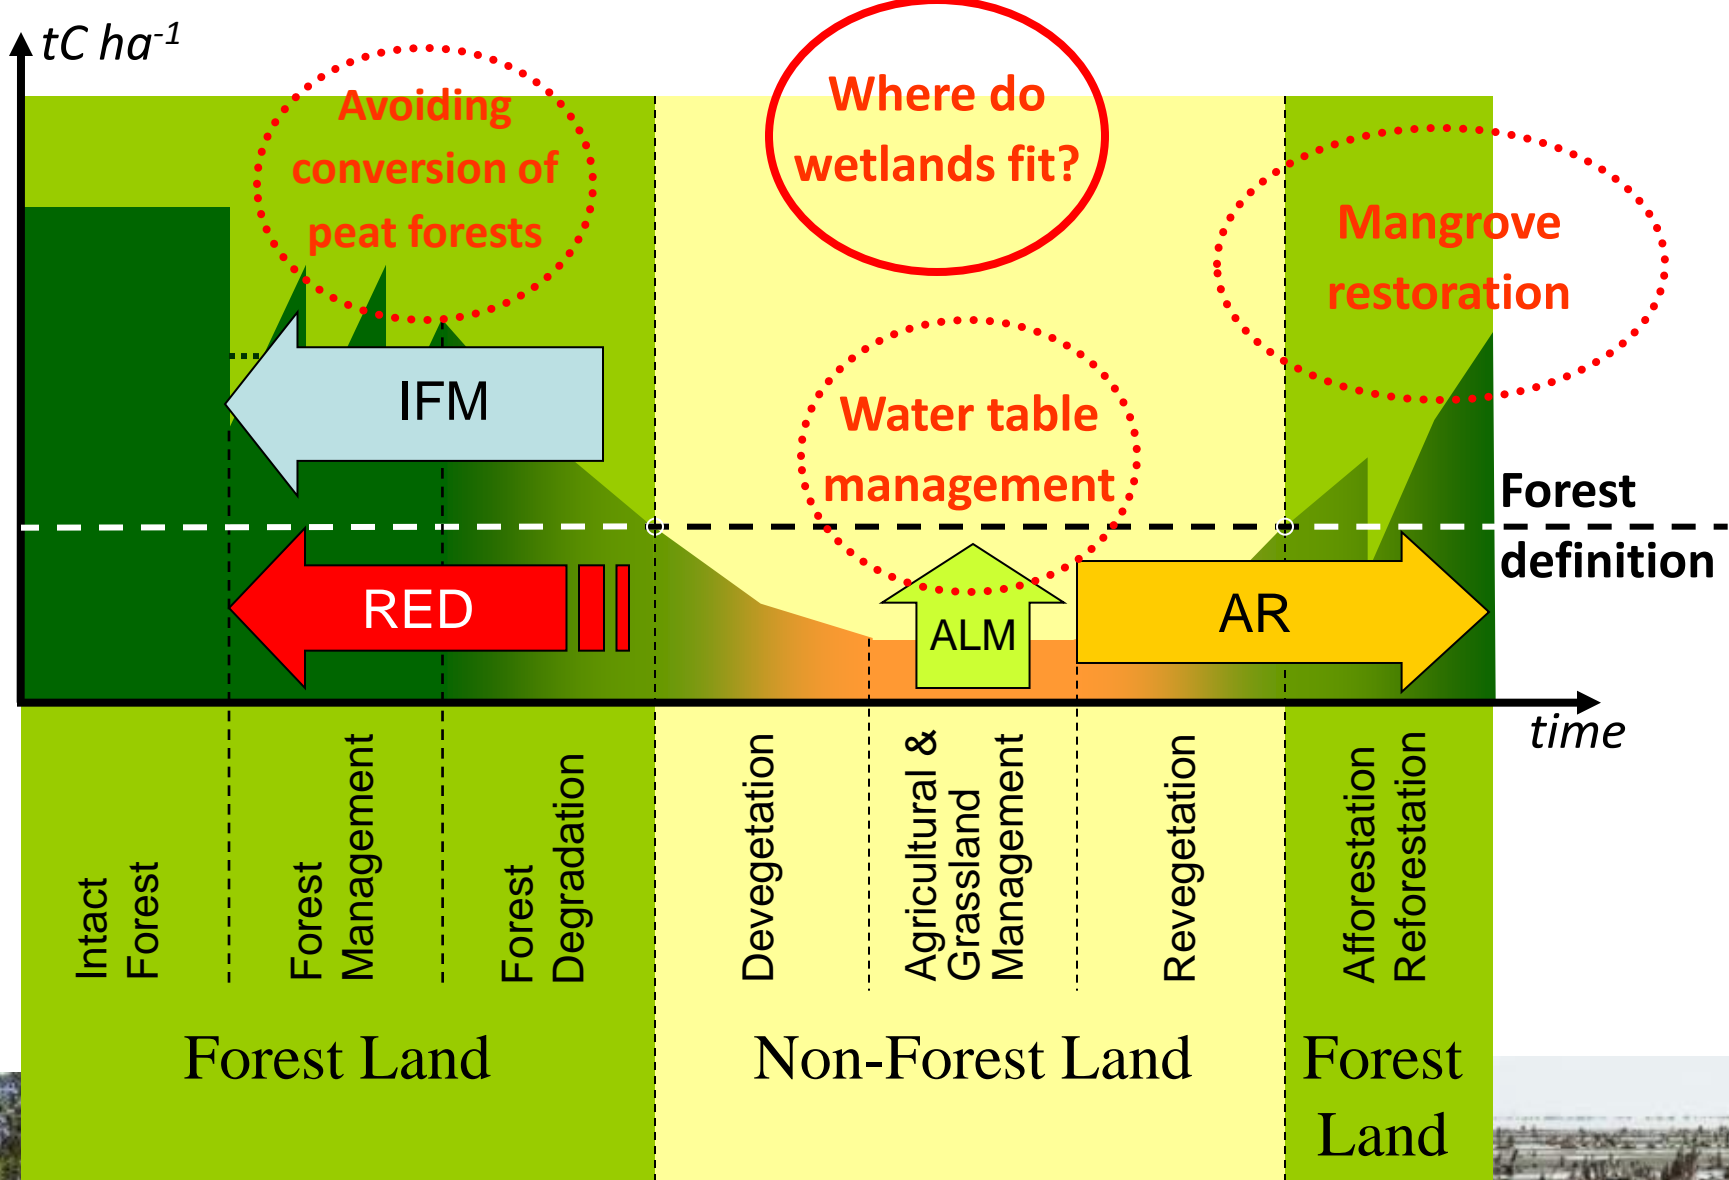 tC ha-1
Avoiding
conversion of
peat forests
Where do
wetlands fit?
Mangrove
restoration
Water table
management
IFM
RED
ALM
AR
Forest
definition
time
Intact
Forest
Forest
Management
Forest
Degradation
Devegetation
Agricultural &
Grassland
Management
Revegetation
Afforestation
Reforestation
Forest Land
Non-Forest Land
Forest
Land